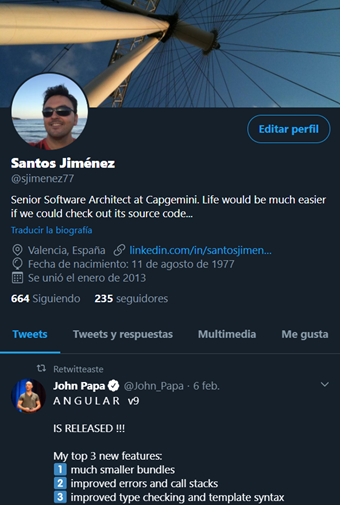 Editar perfil
Santos Jiménez
@sjimenez77
Senior Software Architect at Capgemini. Life would be much easier
if we could check out its source code...
Traducir la biografía
Valencia, España linkedin.com/in/santosjimen...
Fecha de nacimiento: 11 de agosto de 1977
Se unió el enero de 2013
664 Siguiendo 235 seguidores
Tweets Tweets y respuestas Multimedia Me gusta
Retwitteaste
John Papa @John_Papa · 6 feb.
A N G U L A R v9
IS RELEASED !!!
My top 3 new features:
1 much smaller bundles
2 improved errors and call stacks
3 improved type checking and template syntax